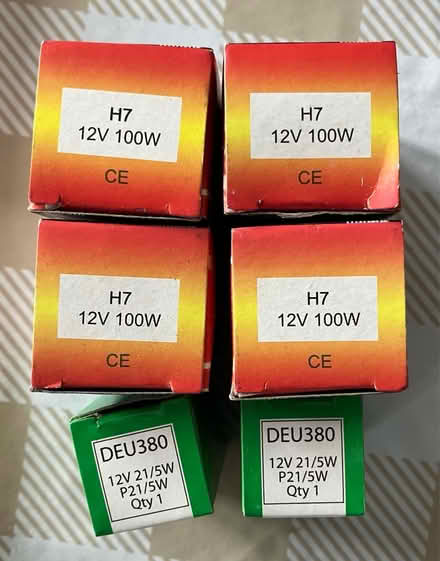 H7
12V 100W
CE
H7
12V 100W
CE
H7
12V 100W
CE
H7
12V 100W
CE
DEU380
12V 21/5W
P21/5W
Qty 1
DEU380
12V 21/5W
P21/5W
Qty 1